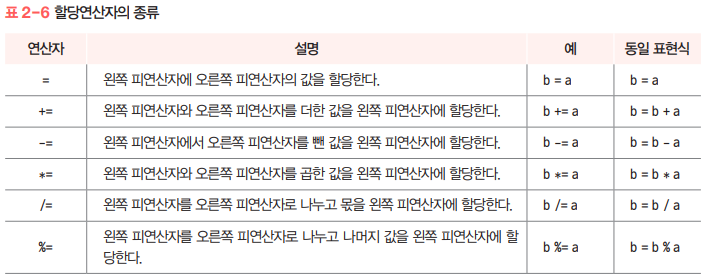 표 2-6 할당연산자의 종류
연산자 설명 예 동일 표현식
= 왼쪽 피연산자에 오른쪽 피연산자의 값을 할당한다. b = a b = a
+= 왼쪽 피연산자와 오른쪽 피연산자를 더한 값을 왼쪽 피연산자에 할당한다. b += a b = b + a
-= 왼쪽 피연산자에서 오른쪽 피연산자를 뺀 값을 왼쪽 피연산자에 할당한다. b -= a b = b - a
*= 왼쪽 피연산자와 오른쪽 피연산자를 곱한 값을 왼쪽 피연산자에 할당한다. b *= a b = b * a
/= 왼쪽 피연산자를 오른쪽 피연산자로 나누고 몫을 왼쪽 피연산자에 할당한다. b /= a b = b / a
%= 왼쪽 피연산자를 오른쪽 피연산자로 나누고 나머지 값을 왼쪽 피연산자에 할 b %= a b = b % a
당한다.